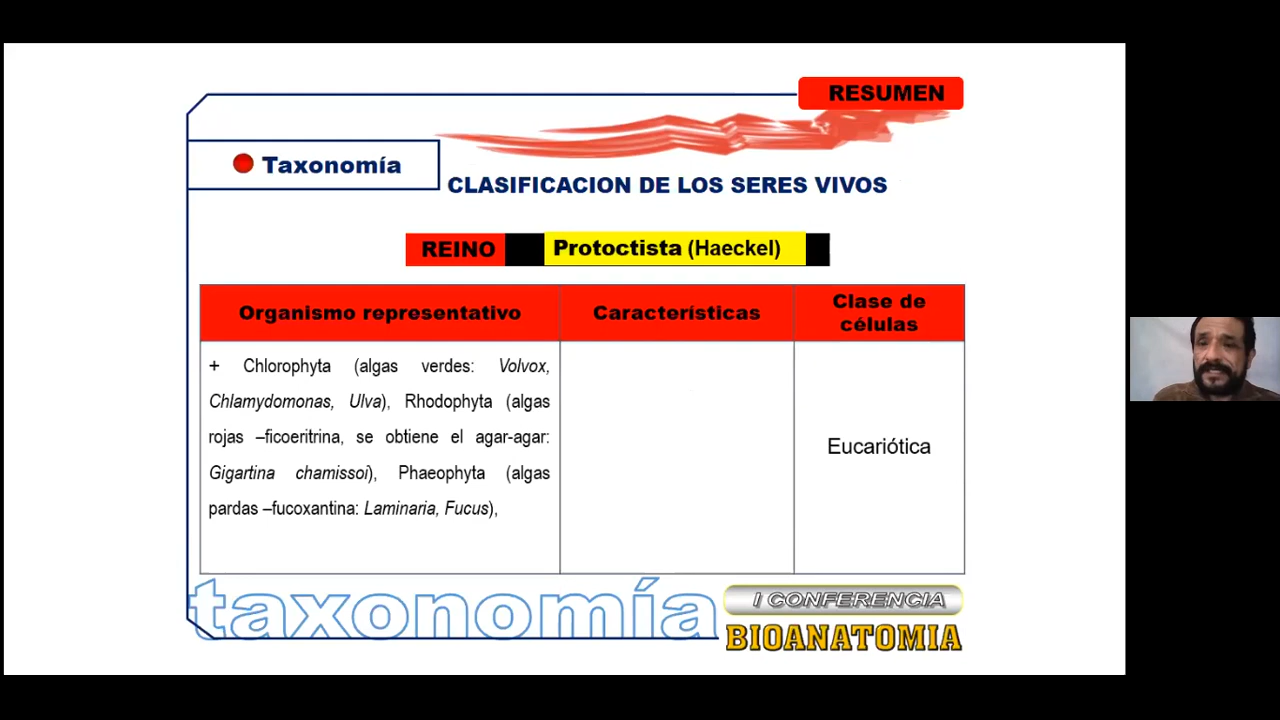 RESUMEN
Taxonomía
CLASIFICACION DE LOS SERES VIVOS
REINO Protoctista (Haeckel)
Organismo representativo
Características
Clase de
células
+ Chlorophyta (algas verdes: Volvox,
Chlamydomonas, Ulva), Rhodophyta (algas
rojas –ficoeritrina, se obtiene el agar-agar:
Gigartina chamissoi), Phaeophyta (algas
pardas –fucoxantina: Laminaria, Fucus),
Eucariótica
taxonomía
I CONFERENCIA
BIOANATOMIA